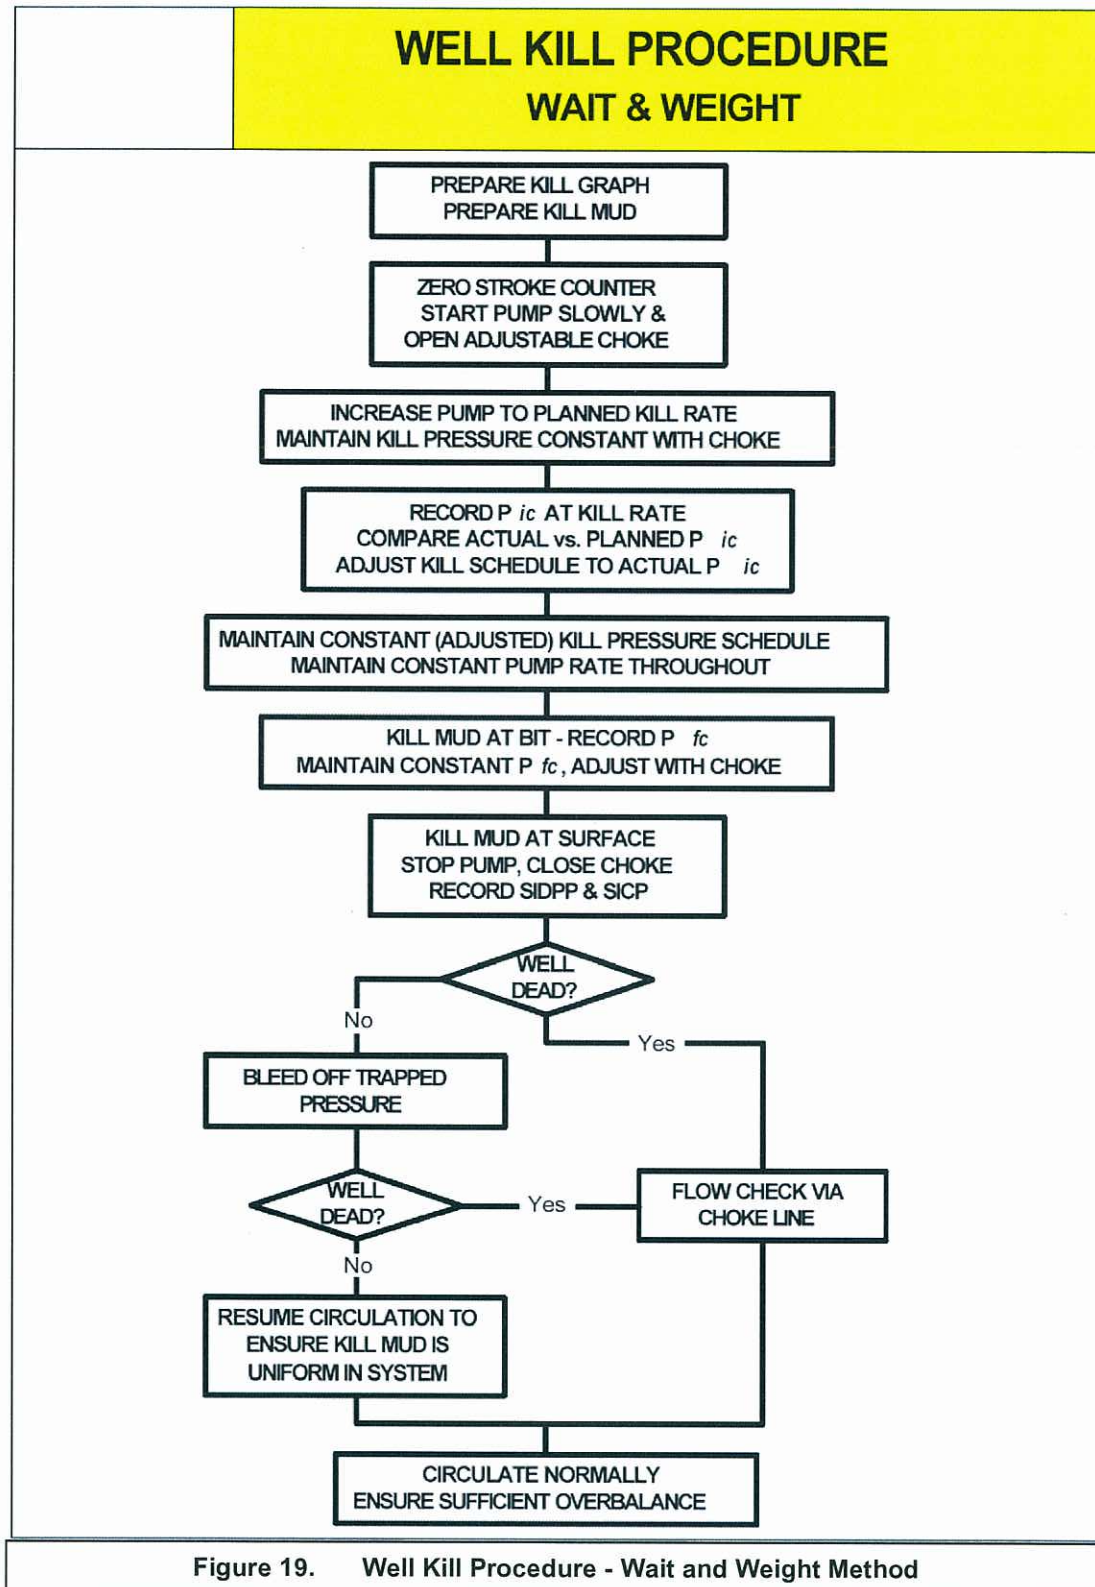 WELL KILL PROCEDURE
WAIT & WEIGHT
PREPARE KILL GRAPH
PREPARE KILL MUD
ZERO STROKE COUNTER
START PUMP SLOWLY &
OPEN ADJUSTABLE CHOKE
INCREASE PUMP TO PLANNED KILL RATE
MAINTAIN KILL PRESSURE CONSTANT WITH CHOKE
RECORD P ic AT KILL RATE
COMPARE ACTUAL vs. PLANNED P ic
ADJUST KILL SCHEDULE TO ACTUAL P ic
MAINTAIN CONSTANT (ADJUSTED) KILL PRESSURE SCHEDULE
MAINTAIN CONSTANT PUMP RATE THROUGHOUT
KILL MUD AT BIT - RECORD P fc
MAINTAIN CONSTANT P fc, ADJUST WITH CHOKE
KILL MUD AT SURFACE
STOP PUMP, CLOSE CHOKE
RECORD SIDPP & SICP
WELL
DEAD?
No
Yes
BLEED OFF TRAPPED
PRESSURE
WELL
DEAD?
Yes
FLOW CHECK VIA
CHOKE LINE
No
RESUME CIRCULATION TO
ENSURE KILL MUD IS
UNIFORM IN SYSTEM
CIRCULATE NORMALLY
ENSURE SUFFICIENT OVERBALANCE
Figure 19. Well Kill Procedure - Wait and Weight Method